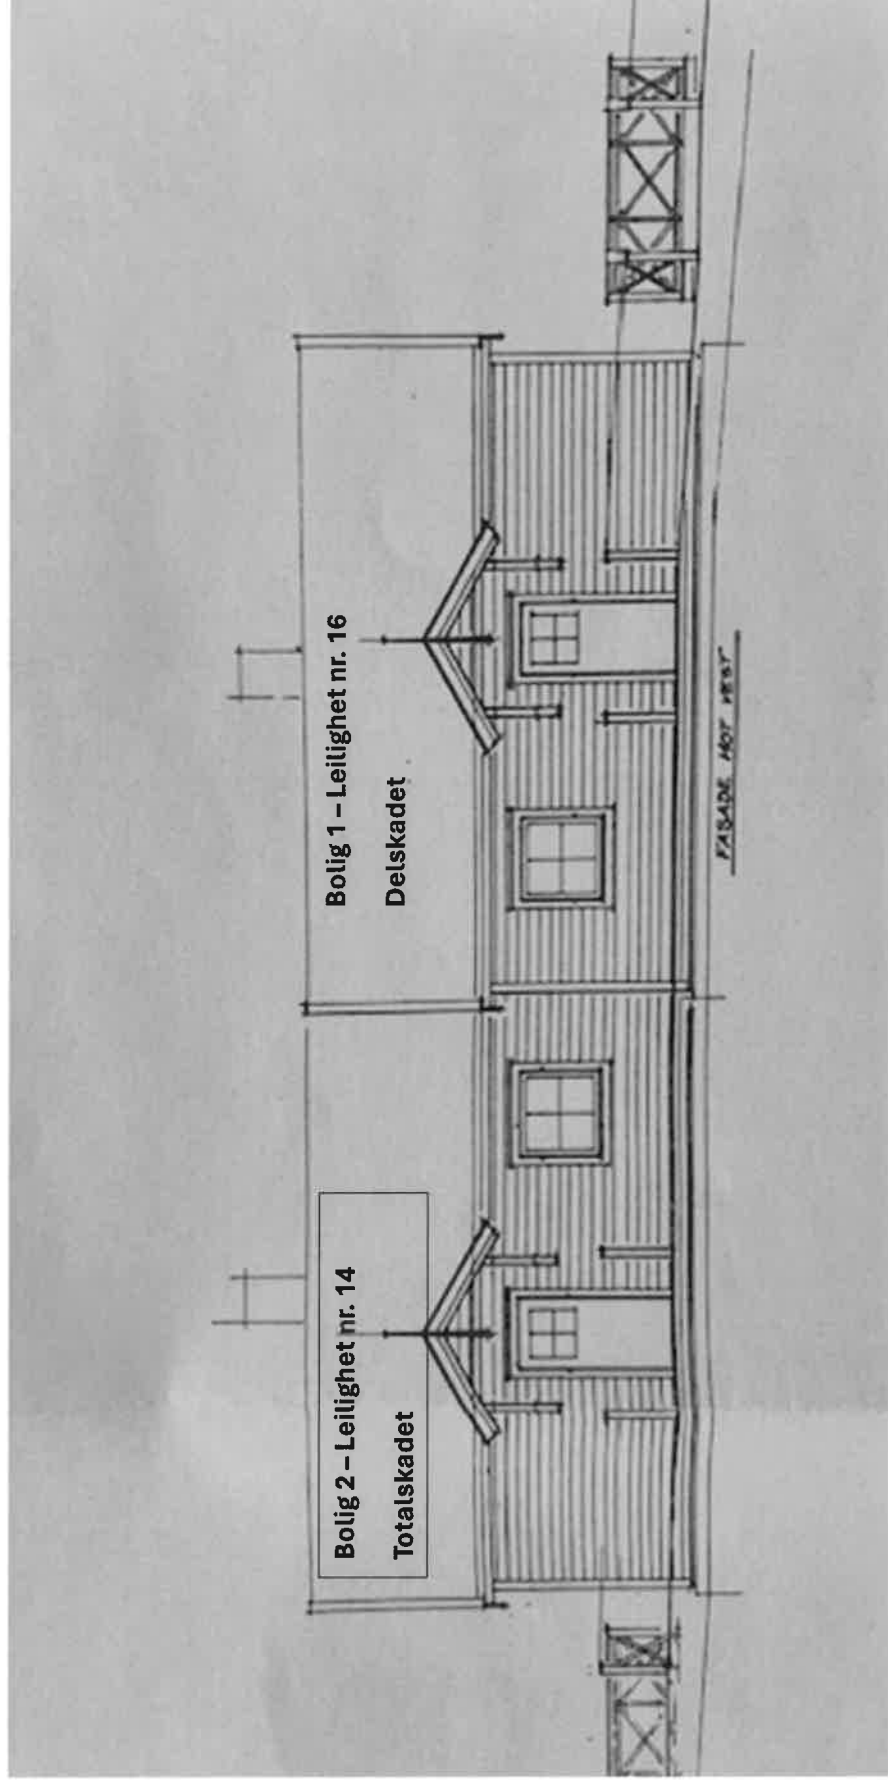 Bolig 2 – Leilighet nr. 14
Totalskadet
Bolig 1 – Leilighet nr. 16
Delskadet
FASADE MOT VEST